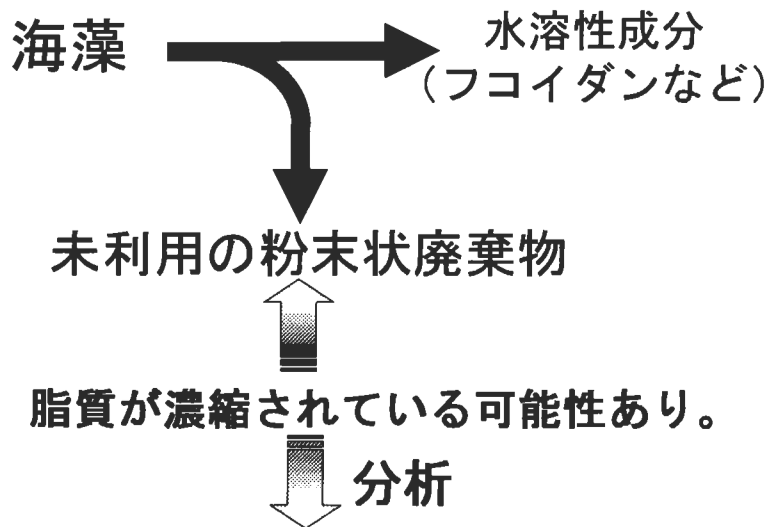 海藻
水溶性成分
（フコイダンなど）
未利用の粉末状廃棄物
脂質が濃縮されている可能性あり。
分析